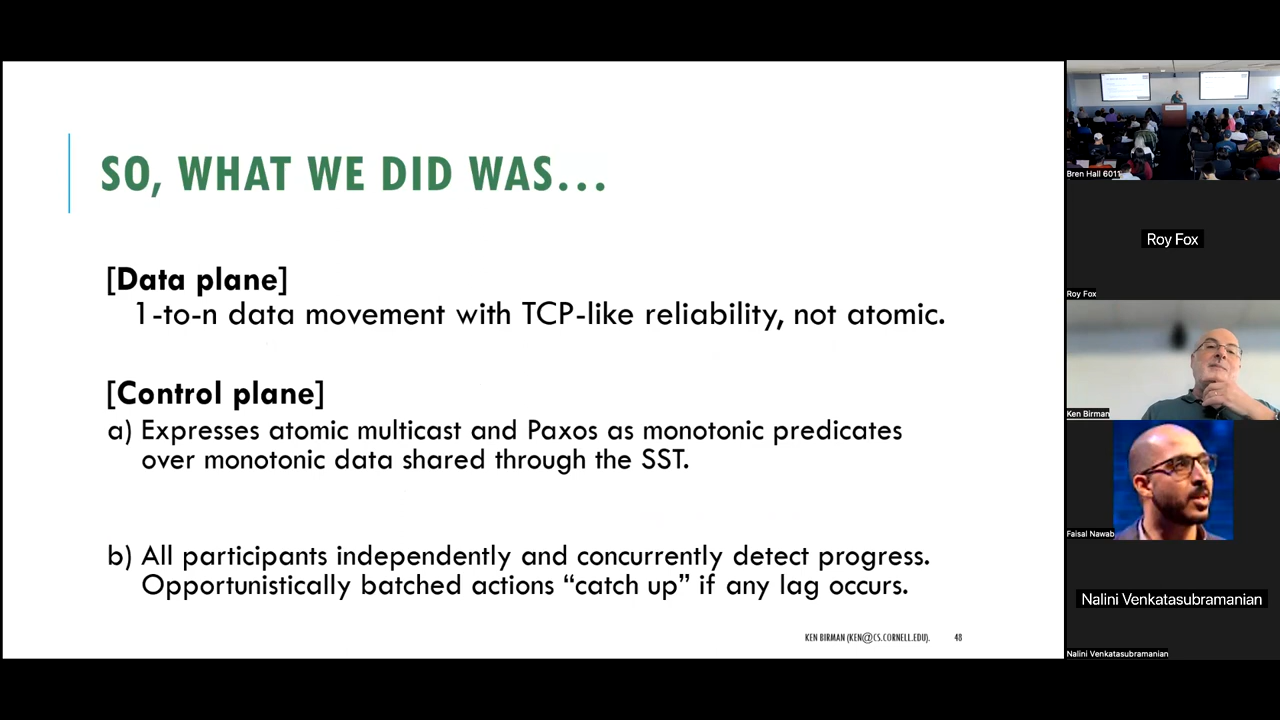 SO, WHAT WE DID WAS...
[Data plane]
1-to-n data movement with TCP-like reliability, not atomic.
[Control plane]
a) Expresses atomic multicast and Paxos as monotonic predicates
over monotonic data shared through the SST.
b) All participants independently and concurrently detect progress.
Opportunistically batched actions “catch up” if any lag occurs.
KEN BIRMAN (KEN@CS.CORNELL.EDU). 48
Bren Hall 6011
Roy Fox
Roy Fox
Ken Birman
Faisal Nawab
Nalini Venkatasubramanian
Nalini Venkatasubramanian